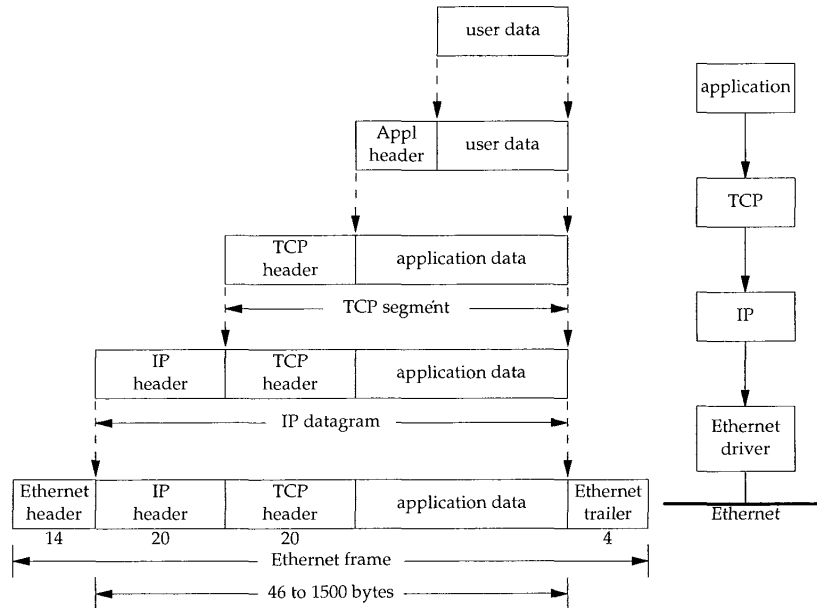 user data
application
Appl
header
user data
TCP
TCP
header
application data
TCP segment
IP
IP
header
TCP
header
application data
IP datagram
Ethernet
driver
Ethernet
header
IP
header
TCP
header
application data
Ethernet
trailer
Ethernet
14
20
20
4
Ethernet frame
46 to 1500 bytes